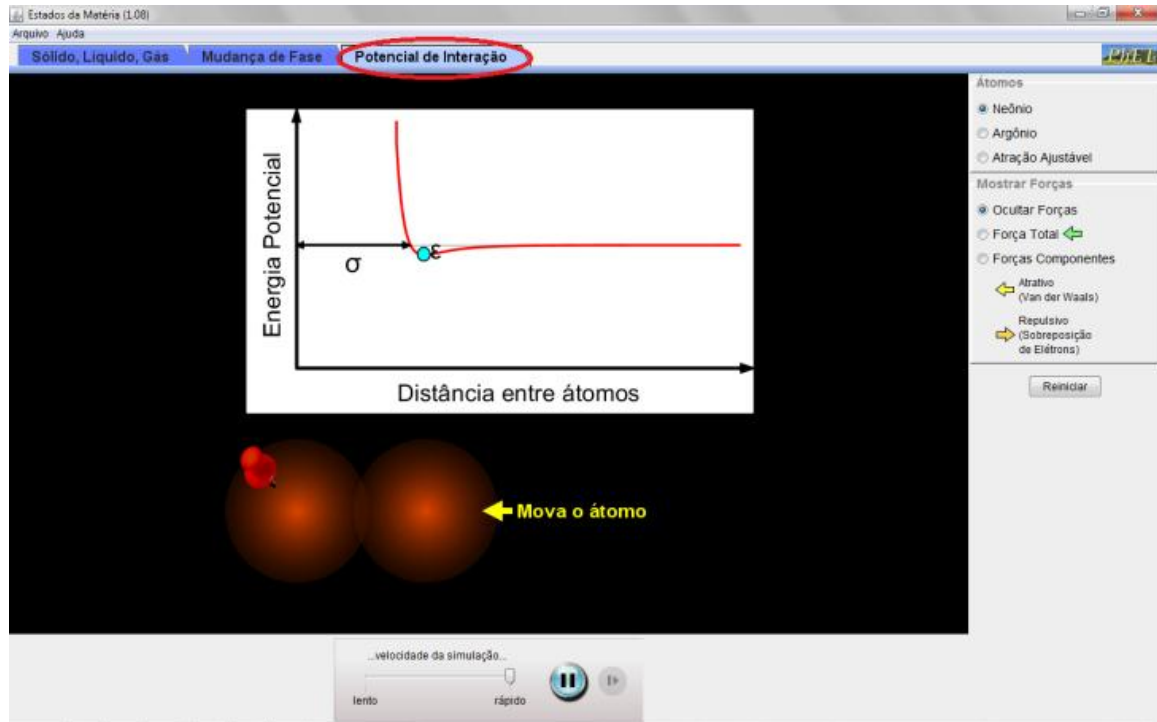 Estados da Matéria (1.08)
Arquivo Ajuda
Sólido, Líquido, Gás Mudança de Fase Potencial de Interação
PhET
Energia Potencial
σ
ε
Distância entre átomos
Mova o átomo
Átomos
Neônio
Argônio
Atração Ajustável
Mostrar Forças
Ocultar Forças
Força Total
Forças Componentes
Atrativo
(Van der Waals)
Repulsivo
(Sobreposição
de Elétrons)
Reiniciar
...velocidade da simulação...
lento rápido